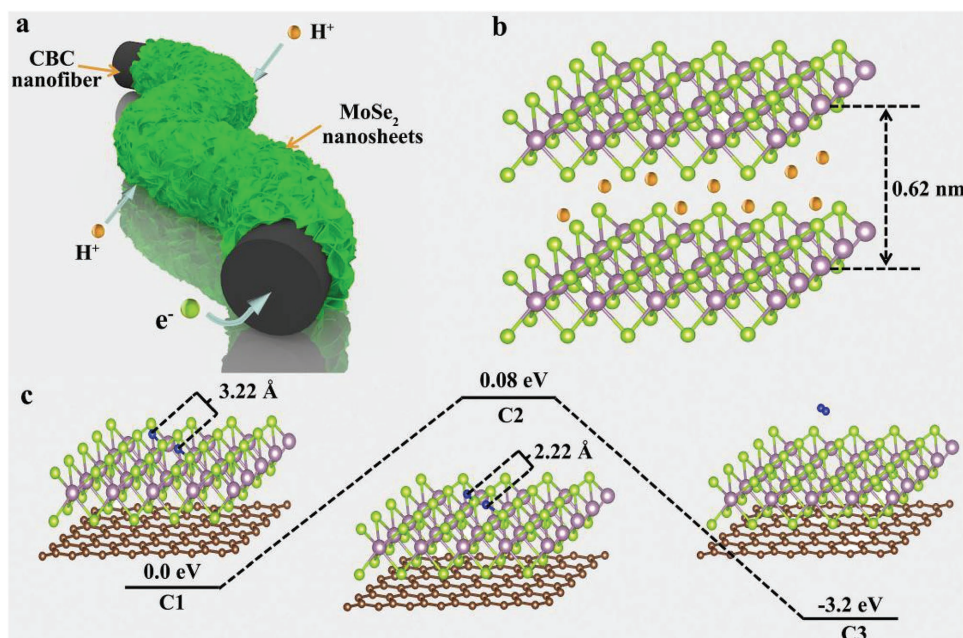 a
H⁺
CBC
nanofiber
MoSe₂
nanosheets
H⁺
e⁻
b
0.62 nm
c
3.22 Å
0.0 eV
C1
0.08 eV
C2
2.22 Å
-3.2 eV
C3